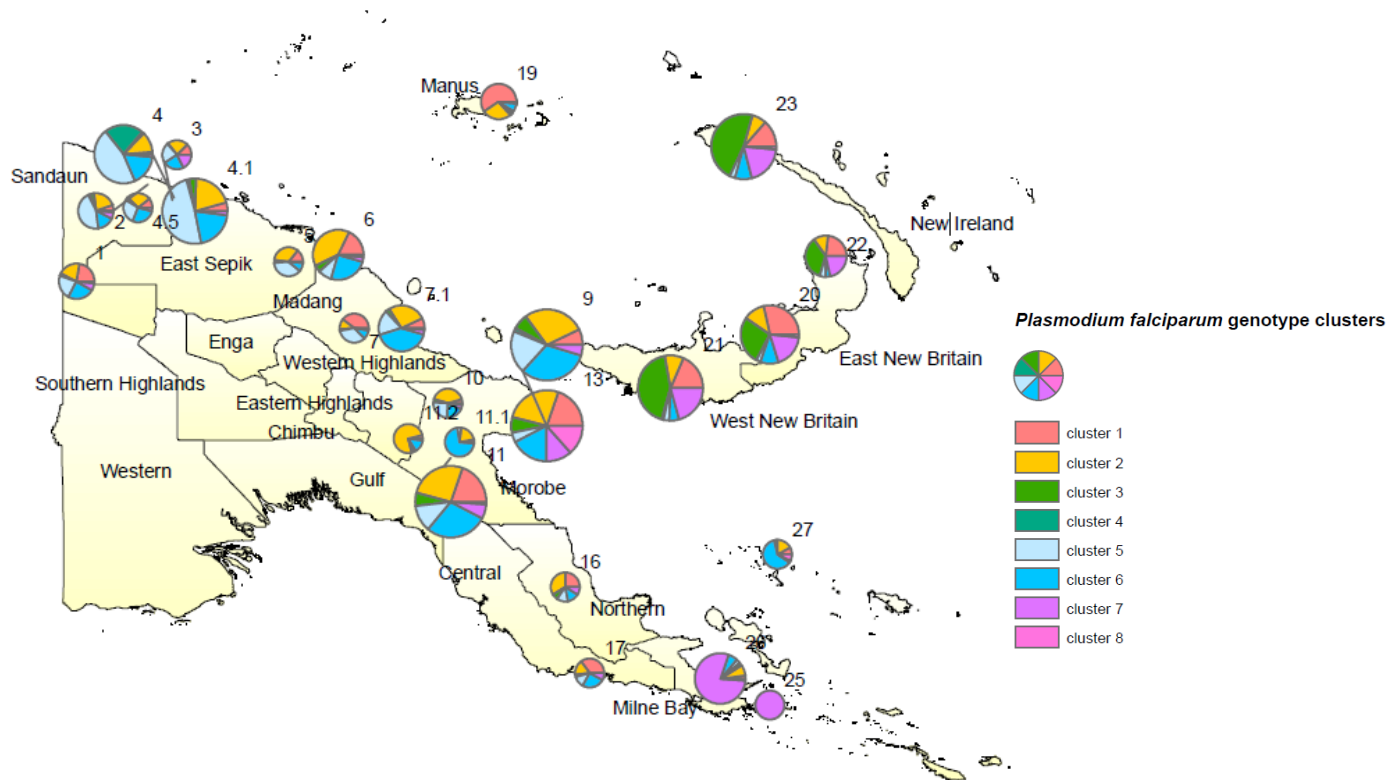 19
Manus
23
4
3
4.1
Sandaun
6
New Ireland
2
4.5
22
1
East Sepik
Madang
7.1
9
20
Plasmodium falciparum genotype clusters
7
Enga
21
East New Britain
Western Highlands
Southern Highlands
10
13
Eastern Highlands
11.2
11.1
West New Britain
Chimbu
cluster 1
11
cluster 2
Western
Gulf
Morobe
cluster 3
cluster 4
27
cluster 5
16
Central
cluster 6
Northern
cluster 7
cluster 8
17
26
25
Milne Bay